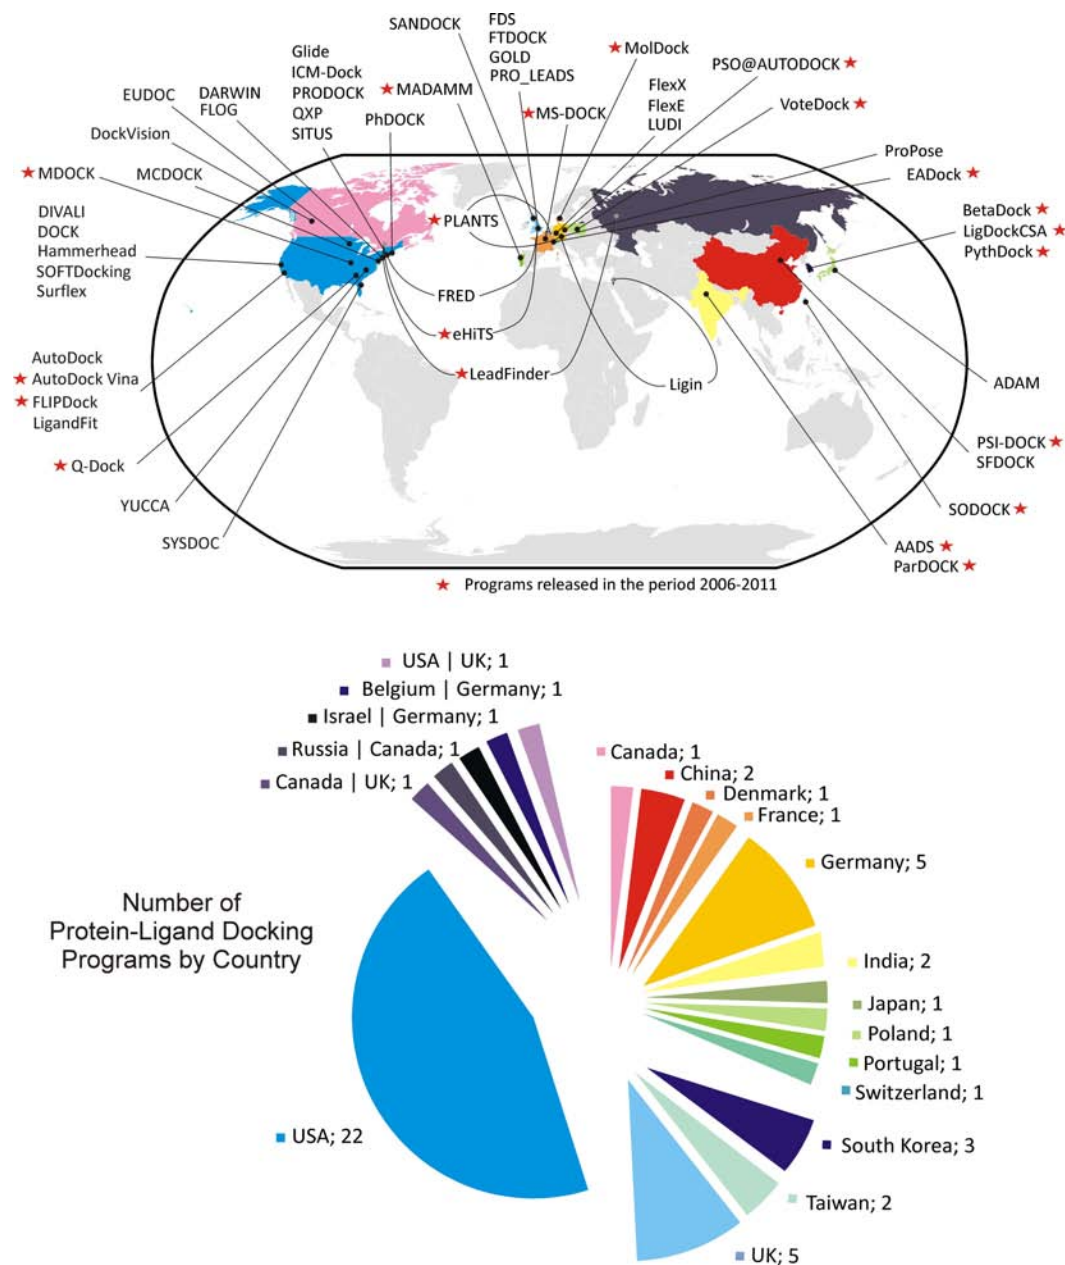 SANDOCK
FDS
FTDOCK
GOLD
PRO_LEADS
MolDock
PSO@AUTODOCK
Glide
ICM-Dock
PRODOCK
QXP
SITUS
MADAMM
FlexX
FlexE
LUDI
VoteDock
EUDOC
DARWIN
FLOG
PhDOCK
MS-DOCK
DockVision
ProPose
MDOCK
MCDOCK
EADock
PLANTS
DIVALI
DOCK
Hammerhead
SOFTDocking
Surflex
BetaDock
LigDockCSA
PythDock
FRED
eHiTS
AutoDock
AutoDock Vina
FLIPDock
LigandFit
LeadFinder
Ligin
ADAM
Q-Dock
PSI-DOCK
SFDOCK
YUCCA
SODOCK
SYSDOC
AADS
ParDOCK
Programs released in the period 2006-2011
USA | UK; 1
Belgium | Germany; 1
Israel | Germany; 1
Russia | Canada; 1
Canada | UK; 1
Canada; 1
China; 2
Denmark; 1
France; 1
Germany; 5
Number of
Protein-Ligand Docking
Programs by Country
India; 2
Japan; 1
Poland; 1
Portugal; 1
Switzerland; 1
USA; 22
South Korea; 3
Taiwan; 2
UK; 5